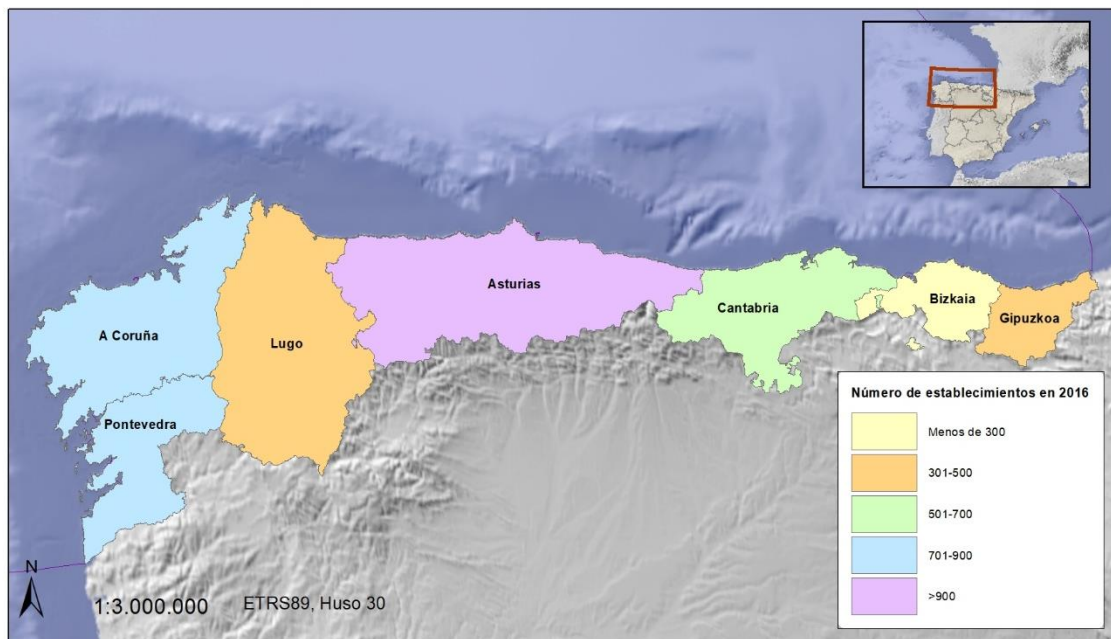 A Coruña
Lugo
Asturias
Cantabria
Bizkaia
Gipuzkoa
Pontevedra
Número de establecimientos en 2016
Menos de 300
301-500
501-700
701-900
>900
N
1:3.000.000
ETRS89, Huso 30